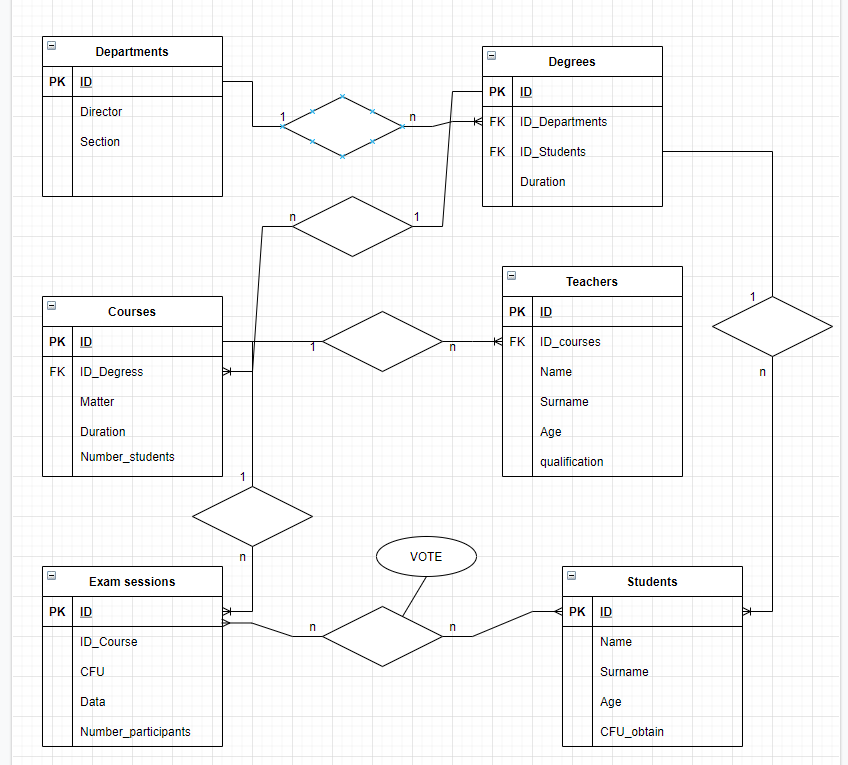 Departments
PK ID
Director
Section
Degrees
PK ID
FK ID_Departments
FK ID_Students
Duration
1
n
n
1
Courses
PK ID
FK ID_Degress
Matter
Duration
Number_students
Teachers
PK ID
FK ID_courses
Name
Surname
Age
qualification
1
n
1
n
1
n
Exam sessions
PK ID
ID_Course
CFU
Data
Number_participants
VOTE
n
n
Students
PK ID
Name
Surname
Age
CFU_obtain